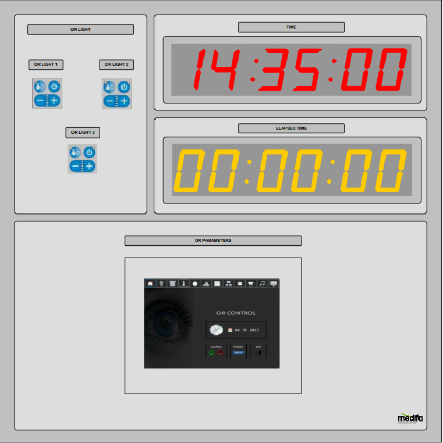 OR LIGHT
OR LIGHT 1
OR LIGHT 2
OR LIGHT 3
TIME
14:35:00
ELAPSED TIME
00:00:00
OR PARAMETERS
OR CONTROL
medifa